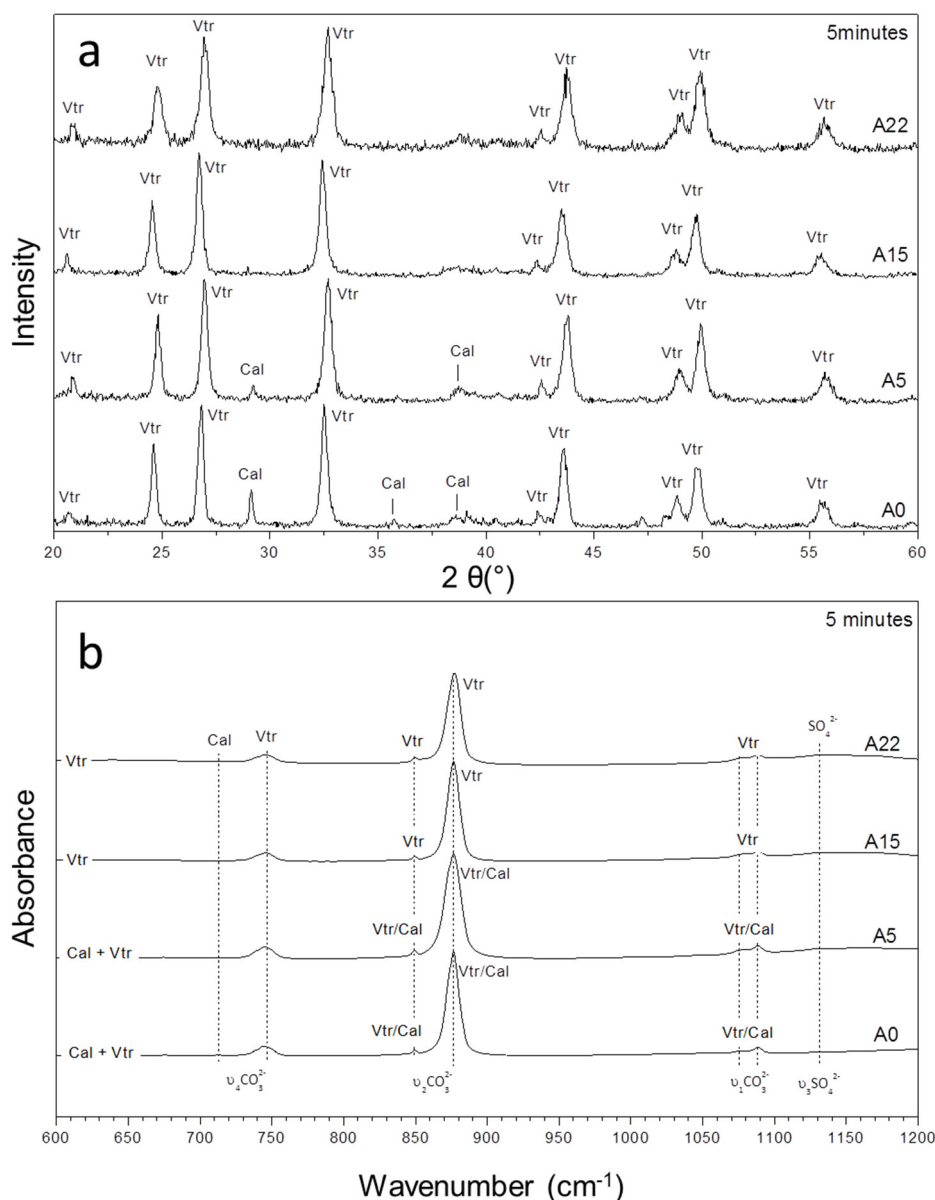 a
5minutes
Vtr Vtr Vtr Vtr Vtr Vtr Vtr Vtr Vtr
A22
Vtr Vtr Vtr Vtr Vtr Vtr Vtr Vtr Vtr
A15
Vtr Vtr Vtr Cal Vtr Cal Vtr Vtr Vtr Vtr Vtr
A5
Vtr Vtr Vtr Cal Vtr Cal Cal Vtr Vtr Vtr Vtr Vtr
A0
Intensity
20 25 30 35 40 45 50 55 60
2 θ(°)
b
5 minutes
Vtr Cal Vtr Vtr Vtr Vtr SO₄²⁻ A22
Vtr Vtr Vtr Vtr A15
Cal + Vtr Vtr/Cal Vtr/Cal Vtr/Cal A5
Cal + Vtr Vtr/Cal Vtr/Cal Vtr/Cal A0
υ₄CO₃²⁻ υ₂CO₃²⁻ υ₁CO₃²⁻ υ₃SO₄²⁻
Absorbance
600 650 700 750 800 850 900 950 1000 1050 1100 1150 1200
Wavenumber (cm⁻¹)